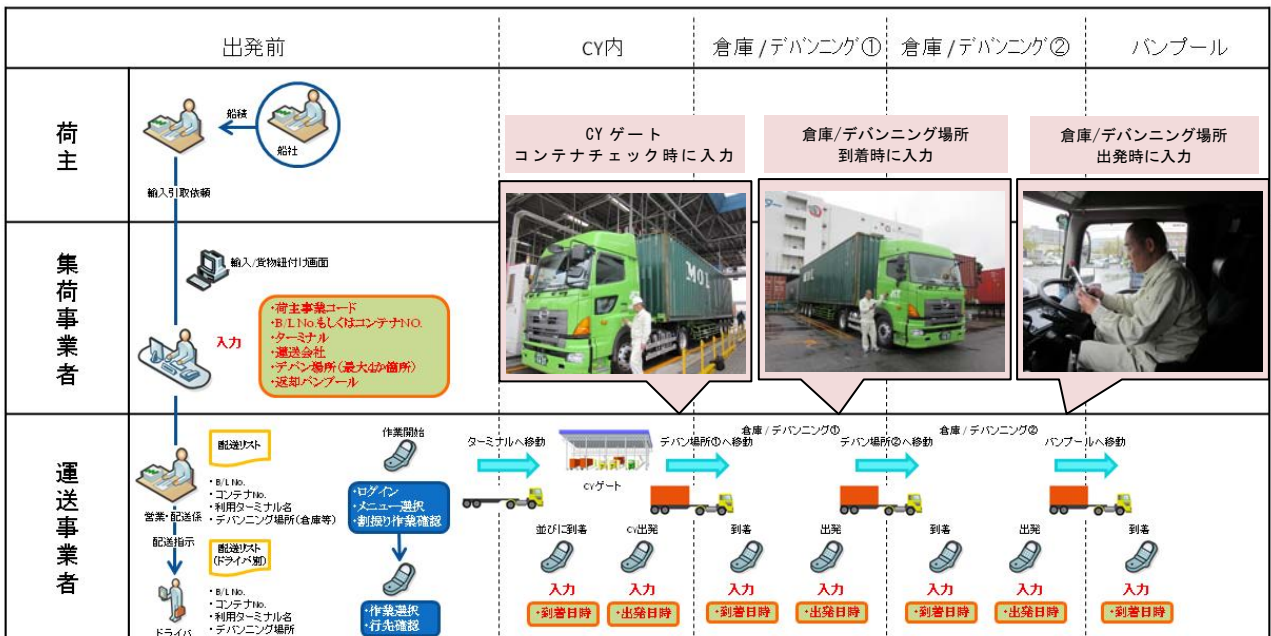 出発前
CY内
倉庫/デバンニング①
倉庫/デバンニング②
バンプール
荷主
船積
船社
輸入引取依頼
CY ゲート
コンテナチェック時に入力
倉庫/デバンニング場所
到着時に入力
倉庫/デバンニング場所
出発時に入力
MOL
MOL
集荷事業者
輸入/貨物紐付け画面
入力
・荷主事業コード
・B/L No.もしくはコンテナNO.
・ターミナル
・運送会社
・デバン場所(最大4か箇所)
・返却バンプール
運送事業者
営業・配送係
配送リスト
・B/L No.
・コンテナNo.
・利用ターミナル名
・デバンニング場所(倉庫等)
配送指示
配送リスト
(ドライバ別)
・B/L No.
・コンテナNo.
・利用ターミナル名
・デバンニング場所
ドライバ
作業開始
・ログイン
・メニュー選択
・割振り作業確認
・作業選択
・行先確認
ターミナルへ移動
CYゲート
デバン場所①へ移動
倉庫/デバンニング①
デバン場所②へ移動
倉庫/デバンニング②
バンプールへ移動
並びに到着
CY出発
到着
出発
到着
出発
到着
入力
入力
入力
入力
入力
入力
入力
・到着日時
・出発日時
・到着日時
・出発日時
・到着日時
・出発日時
・到着日時